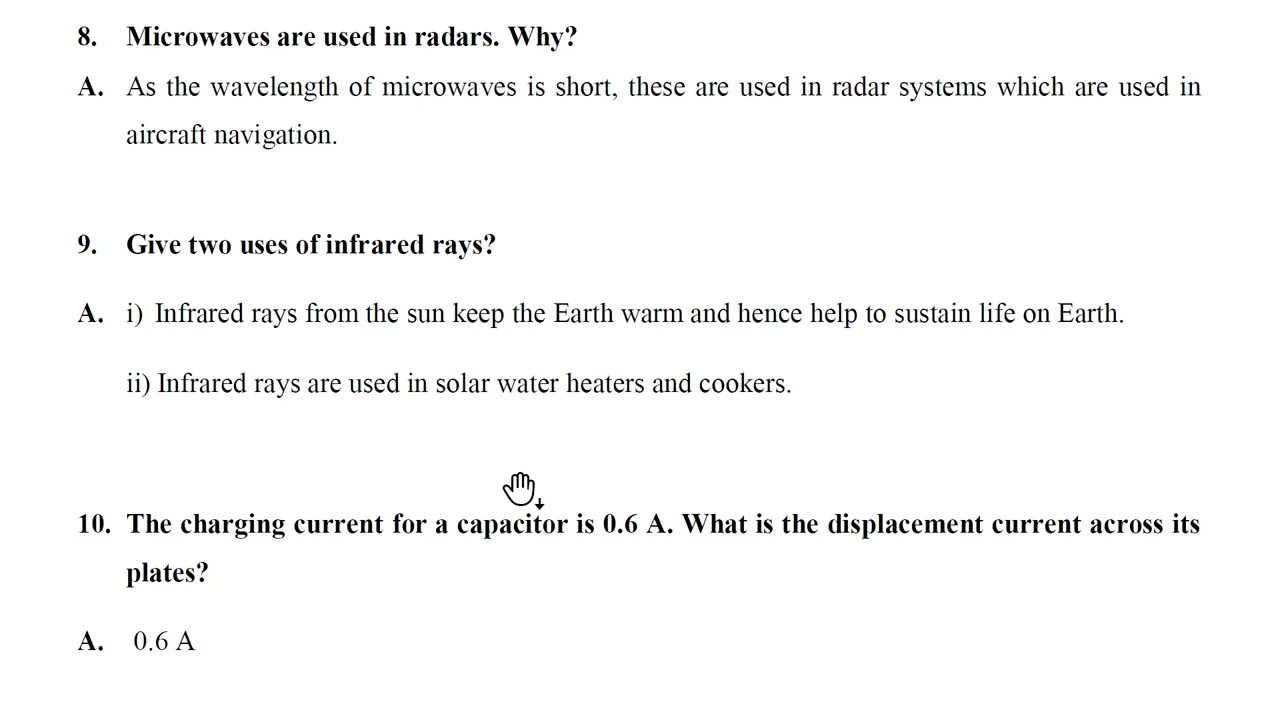 8. Microwaves are used in radars. Why?
A. As the wavelength of microwaves is short, these are used in radar systems which are used in
aircraft navigation.
9. Give two uses of infrared rays?
A. i) Infrared rays from the sun keep the Earth warm and hence help to sustain life on Earth.
ii) Infrared rays are used in solar water heaters and cookers.
10. The charging current for a capacitor is 0.6 A. What is the displacement current across its
plates?
A. 0.6 A